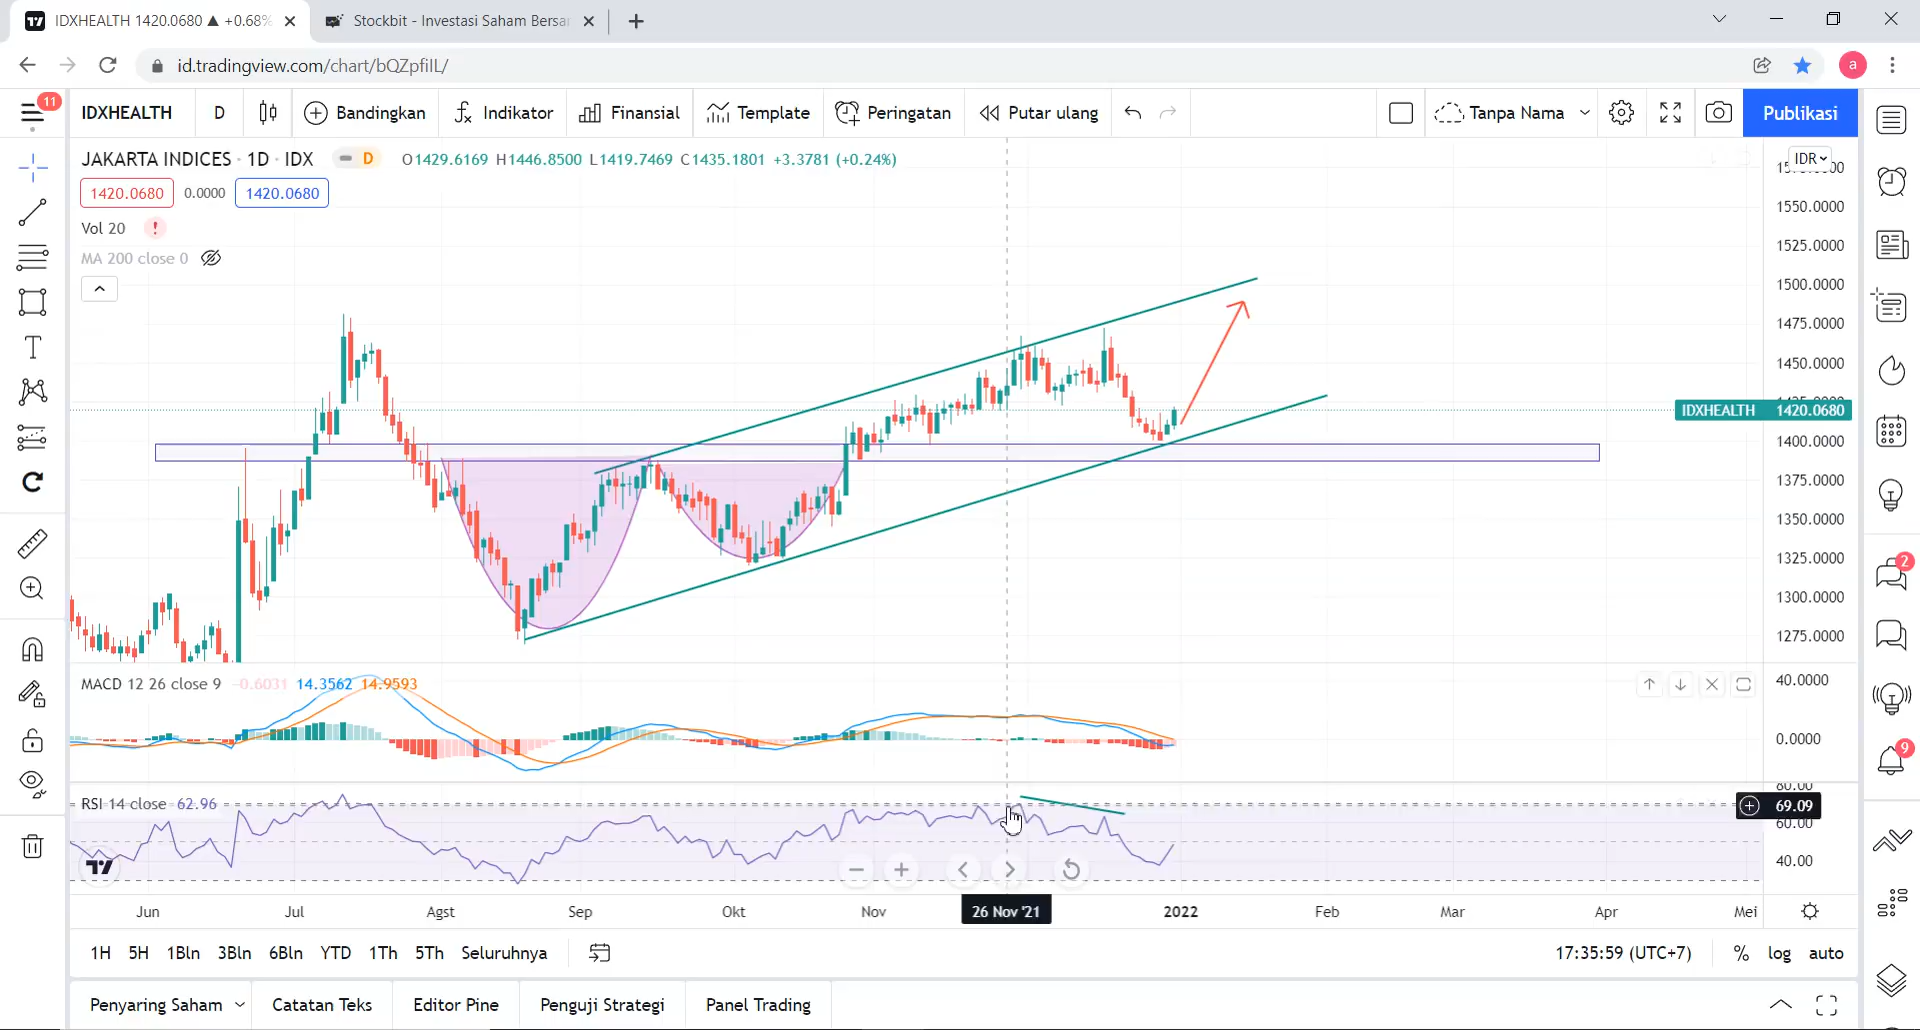 IDXHEALTH 1420.0680 ▲ +0.68%
Stockbit - Investasi Saham Bersa
id.tradingview.com/chart/bQZpfiIL/
a
11
IDXHEALTH D Bandingkan Indikator Finansial Template Peringatan Putar ulang Tanpa Nama Publikasi
JAKARTA INDICES · 1D · IDX D O1429.6169 H1446.8500 L1419.7469 C1435.1801 +3.3781 (+0.24%)
IDR
1420.0680 0.0000 1420.0680
Vol 20 !
MA 200 close 0
1550.0000
1525.0000
1500.0000
1475.0000
1450.0000
IDXHEALTH 1420.0680
1400.0000
1375.0000
1350.0000
1325.0000
1300.0000
1275.0000
2
9
MACD 12 26 close 9 -0.6031 14.3562 14.9593
40.0000
0.0000
RSI 14 close 62.96
80.00
69.09
60.00
40.00
Jun Jul Agst Sep Okt Nov 26 Nov '21 2022 Feb Mar Apr Mei
1H 5H 1Bln 3Bln 6Bln YTD 1Th 5Th Seluruhnya 17:35:59 (UTC+7) % log auto
Penyaring Saham Catatan Teks Editor Pine Penguji Strategi Panel Trading